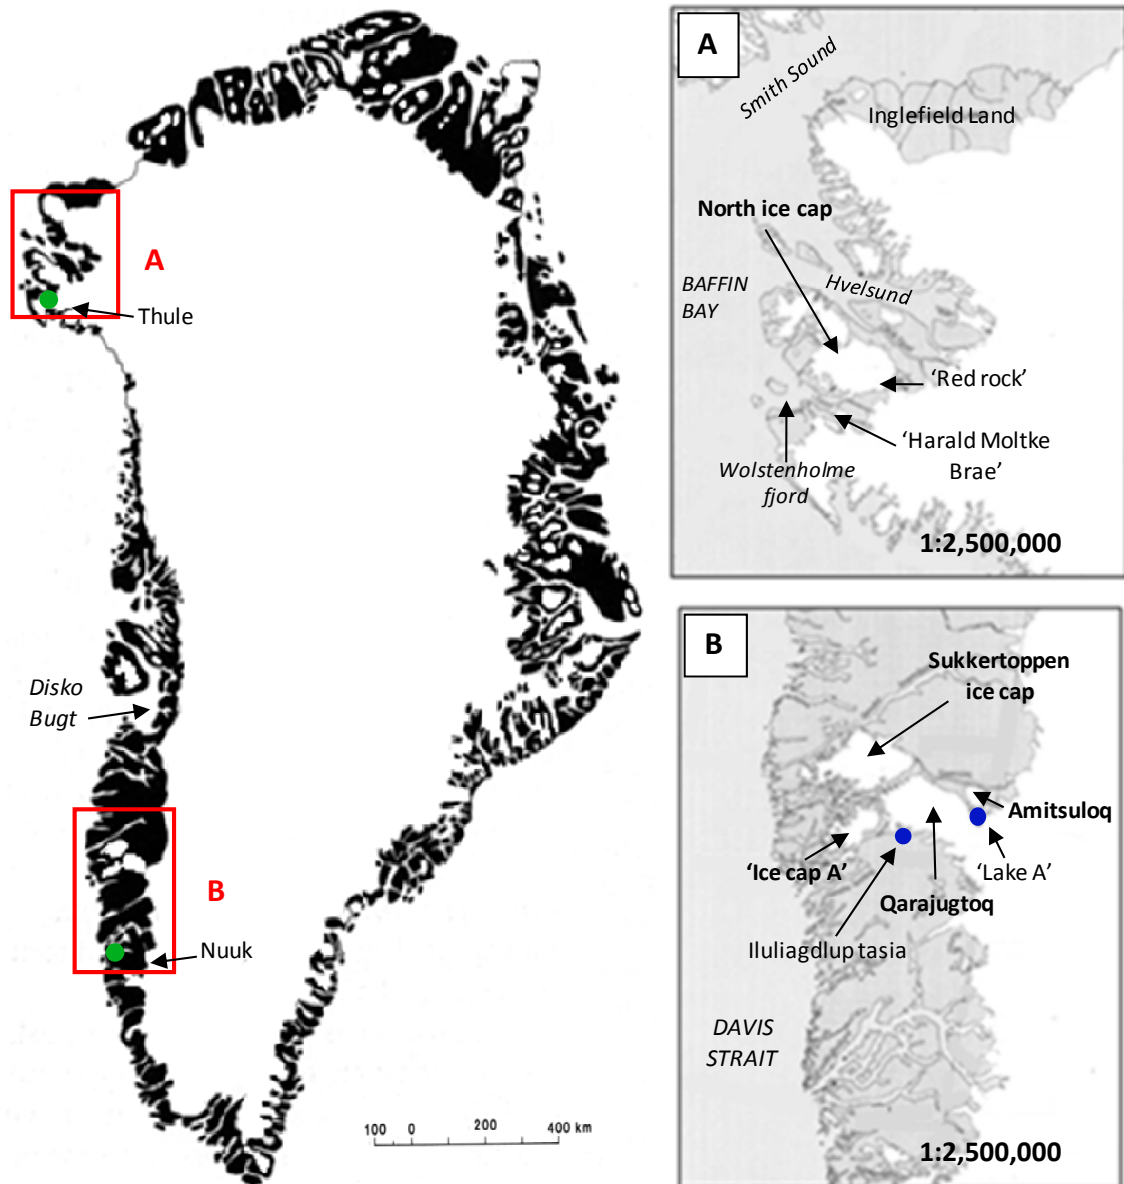 A
Thule
Disko
Bugt
B
Nuuk
100 0 200 400 km
A
Smith Sound
Inglefield Land
North ice cap
BAFFIN
BAY
Hvelsund
‘Red rock’
‘Harald Moltke
Brae’
Wolstenholme
fjord
1:2,500,000
B
Sukkertoppen
ice cap
Amitsuloq
‘Ice cap A’
‘Lake A’
Qarajugtoq
Iluliagdlup tasia
DAVIS
STRAIT
1:2,500,000